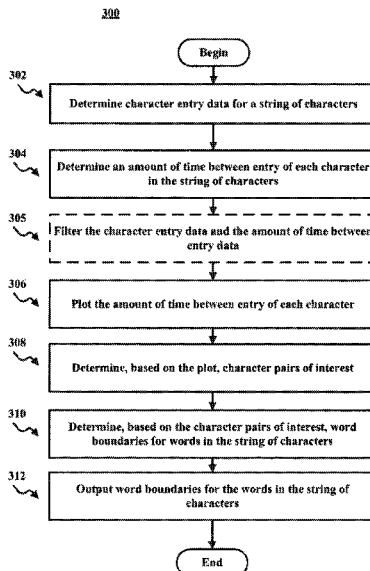 300
Begin
302
Determine character entry data for a string of characters
304
Determine an amount of time between entry of each character
in the string of characters
305
Filter the character entry data and the amount of time between
entry data
306
Plot the amount of time between entry of each character
308
Determine, based on the plot, character pairs of interest
310
Determine, based on the character pairs of interest, word
boundaries for words in the string of characters
312
Output word boundaries for the words in the string of
characters
End